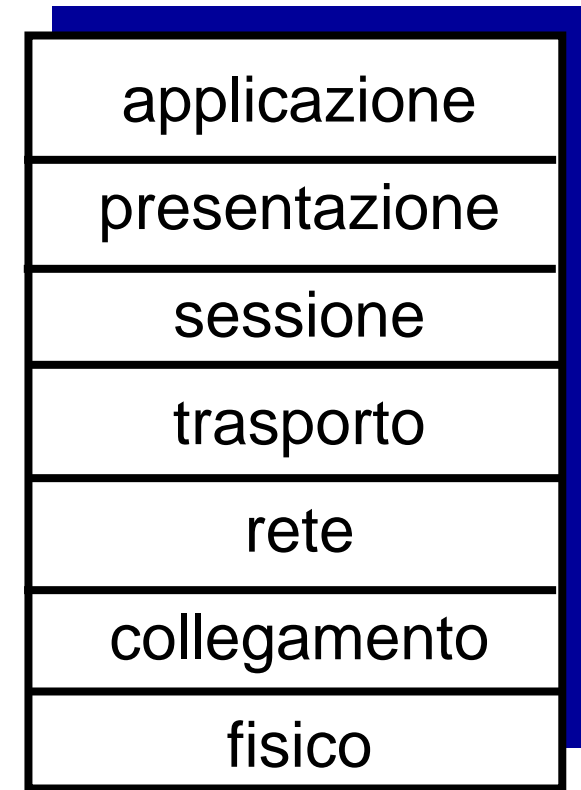 applicazione
presentazione
sessione
trasporto
rete
collegamento
fisico